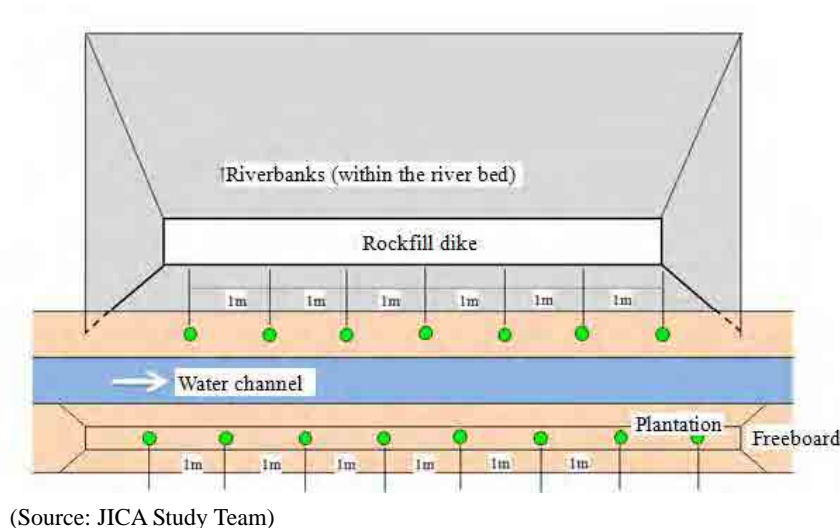 ↑Riverbanks (within the river bed)
Rockfill dike
1m 1m 1m 1m 1m 1m
Water channel
Plantation
Freeboard
1m 1m 1m 1m 1m 1m
(Source: JICA Study Team)